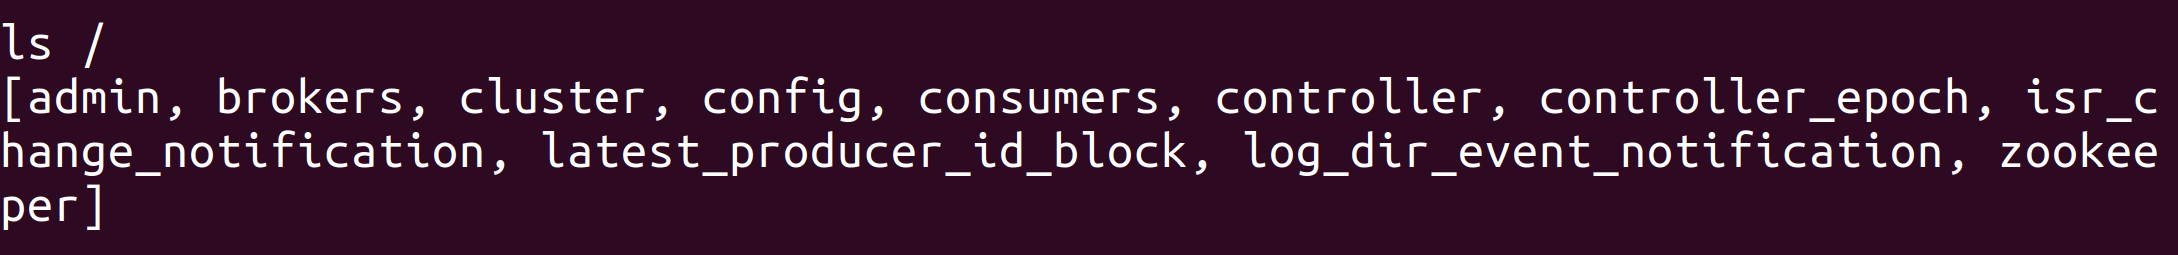 ls /
[admin, brokers, cluster, config, consumers, controller, controller_epoch, isr_c
hange_notification, latest_producer_id_block, log_dir_event_notification, zookee
per]